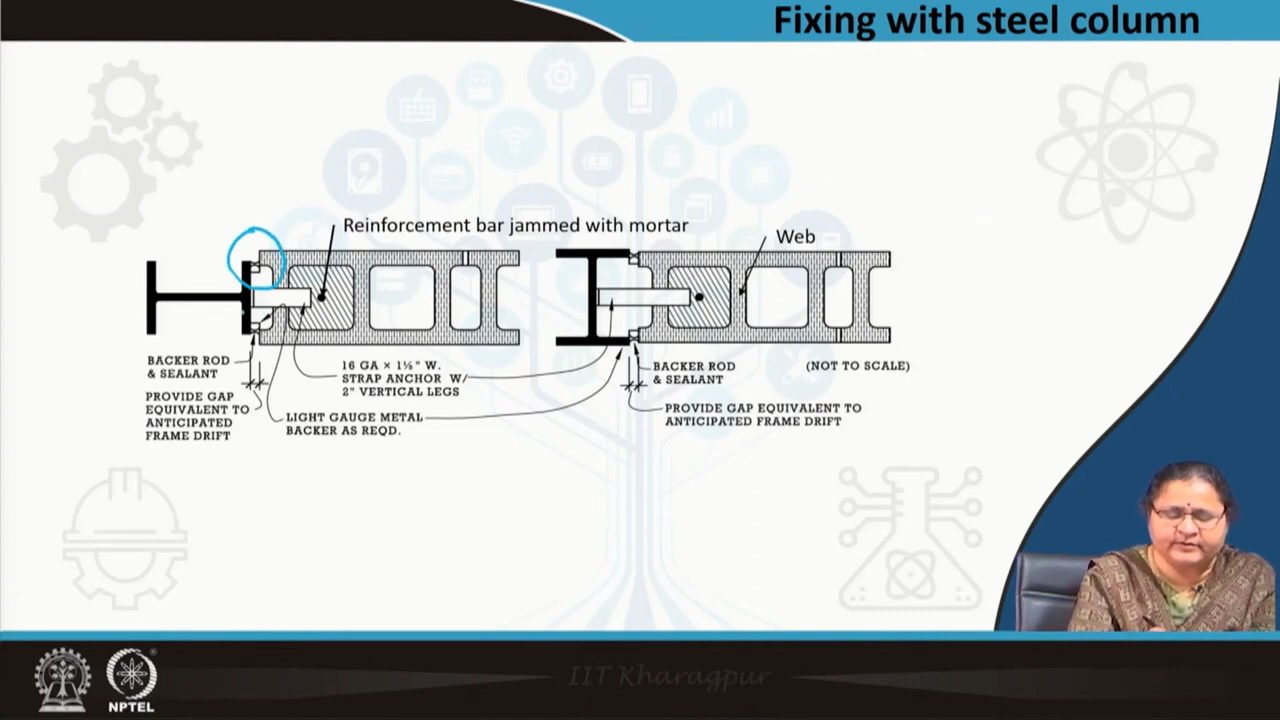 Fixing with steel column
Reinforcement bar jammed with mortar
Web
BACKER ROD
& SEALANT
PROVIDE GAP
EQUIVALENT TO
ANTICIPATED
FRAME DRIFT
16 GA × 1½" W.
STRAP ANCHOR W/
2" VERTICAL LEGS
LIGHT GAUGE METAL
BACKER AS REQD.
BACKER ROD
& SEALANT
(NOT TO SCALE)
PROVIDE GAP EQUIVALENT TO
ANTICIPATED FRAME DRIFT
IIT Kharagpur
NPTEL